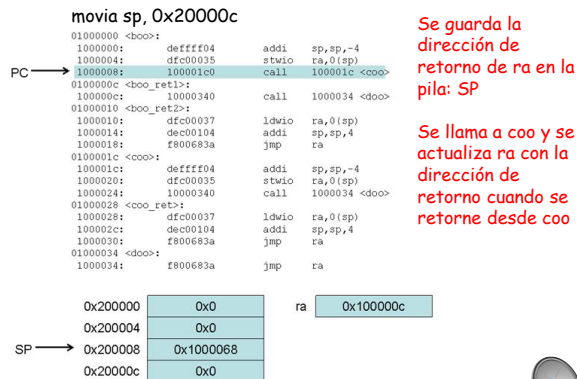 movia sp, 0x20000c
01000000 <boo>:
1000000: deffff04 addi sp,sp,-4
1000004: dfc00035 stwio ra,0(sp)
PC 1000008: 100001c0 call 100001c <coo>
0100000c <boo_ret1>:
100000c: 10000340 call 1000034 <doo>
01000010 <boo_ret2>:
1000010: dfc00037 ldwio ra,0(sp)
1000014: dec00104 addi sp,sp,4
1000018: f800683a jmp ra
0100001c <coo>:
100001c: deffff04 addi sp,sp,-4
1000020: dfc00035 stwio ra,0(sp)
1000024: 10000340 call 1000034 <doo>
01000028 <coo_ret>:
1000028: dfc00037 ldwio ra,0(sp)
100002c: dec00104 addi sp,sp,4
1000030: f800683a jmp ra
01000034 <doo>:
1000034: f800683a jmp ra
Se guarda la
dirección de
retorno de ra en la
pila: SP
Se llama a coo y se
actualiza ra con la
dirección de
retorno cuando se
retorne desde coo
0x200000 0x0 ra 0x100000c
0x200004 0x0
SP 0x200008 0x1000068
0x20000c 0x0